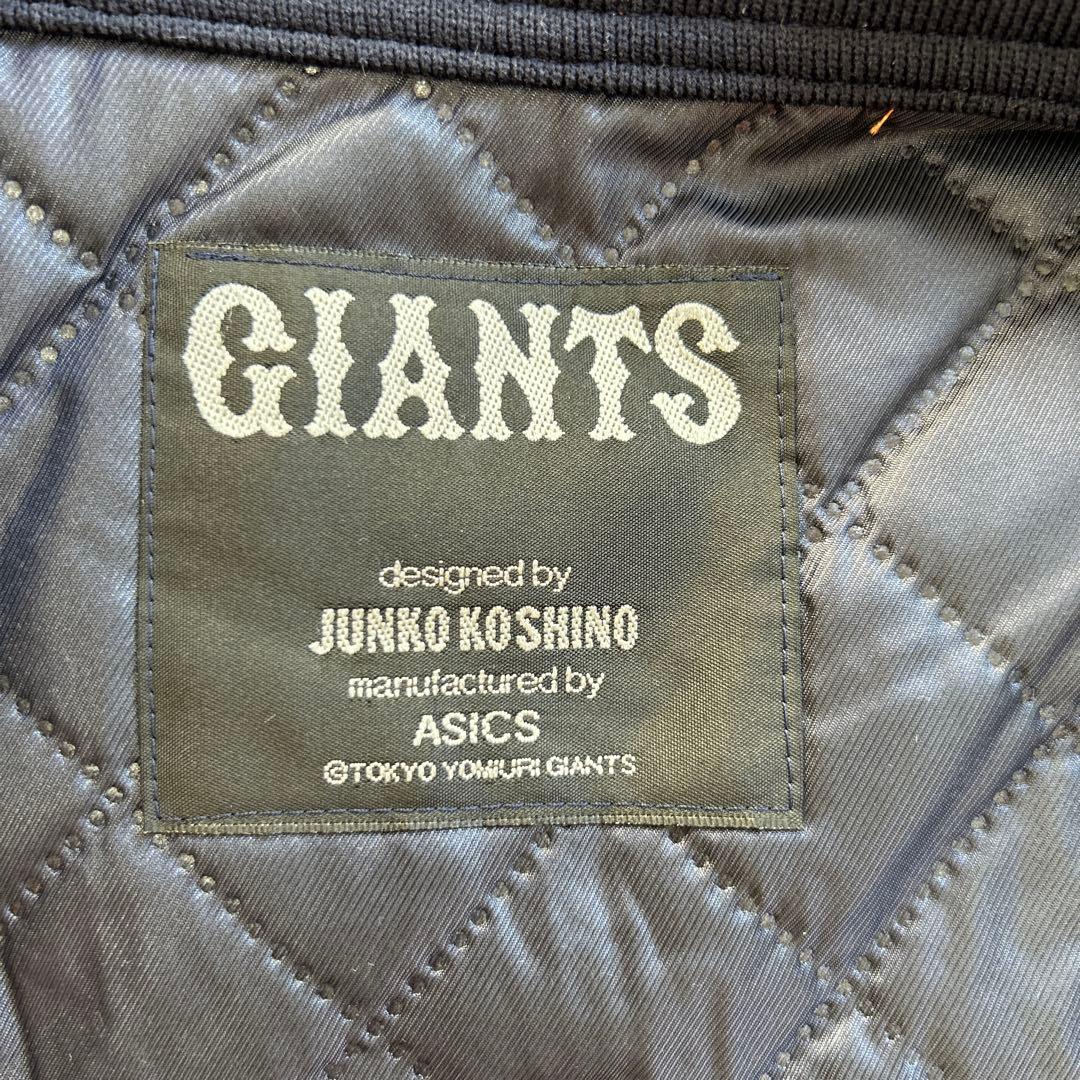 GIANTS
designed by
JUNKO KOSHINO
manufactured by
ASICS
©TOKYO YOMIURI GIANTS